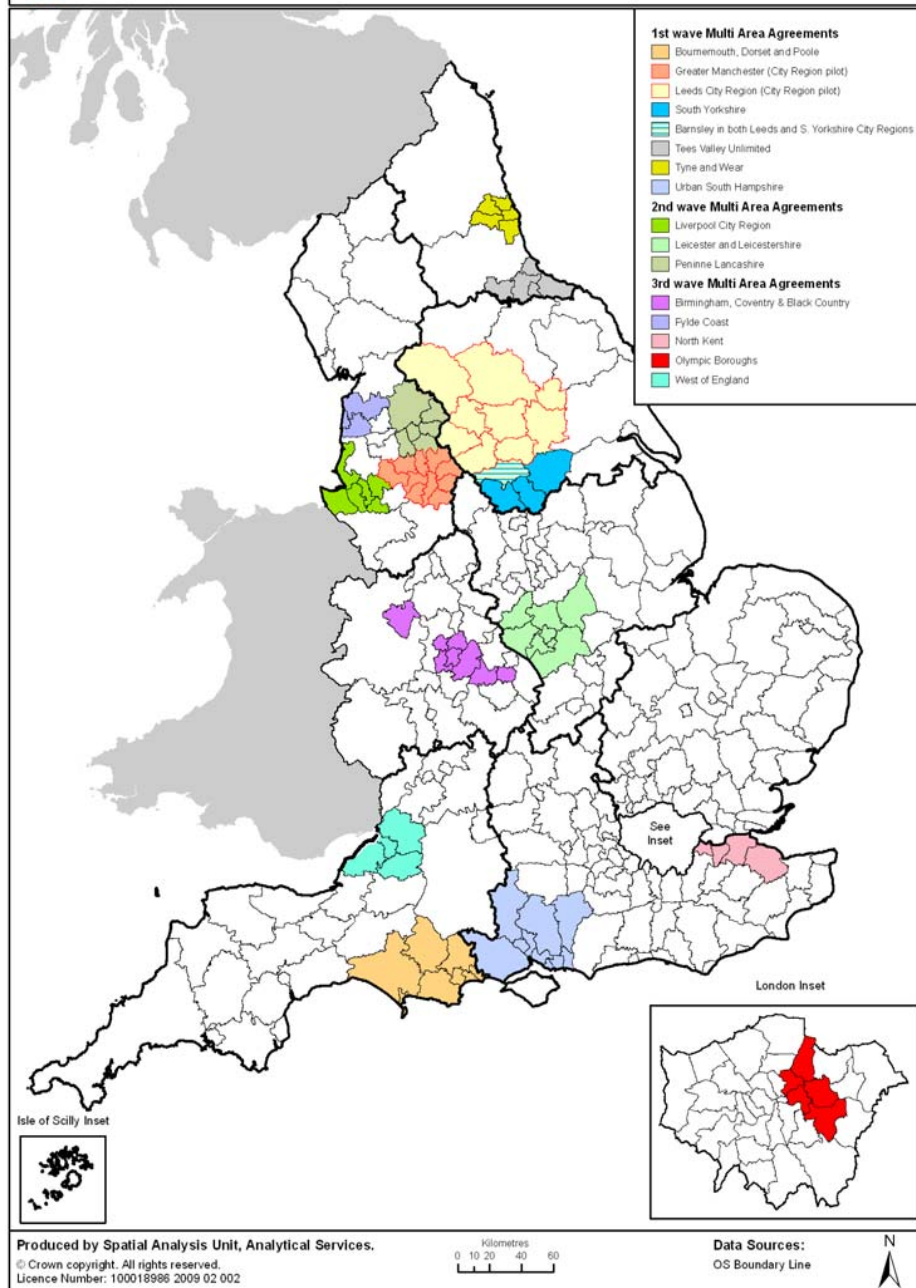 1st wave Multi Area Agreements
Bournemouth, Dorset and Poole
Greater Manchester (City Region pilot)
Leeds City Region (City Region pilot)
South Yorkshire
Barnsley in both Leeds and S. Yorkshire City Regions
Tees Valley Unlimited
Tyne and Wear
Urban South Hampshire
2nd wave Multi Area Agreements
Liverpool City Region
Leicester and Leicestershire
Peninne Lancashire
3rd wave Multi Area Agreements
Birmingham, Coventry & Black Country
Fylde Coast
North Kent
Olympic Boroughs
West of England
See
Inset
London Inset
Isle of Scilly Inset
Produced by Spatial Analysis Unit, Analytical Services.
© Crown copyright. All rights reserved.
Licence Number: 100018986 2009 02 002
Kilometres
0 10 20 40 60
Data Sources:
OS Boundary Line
N